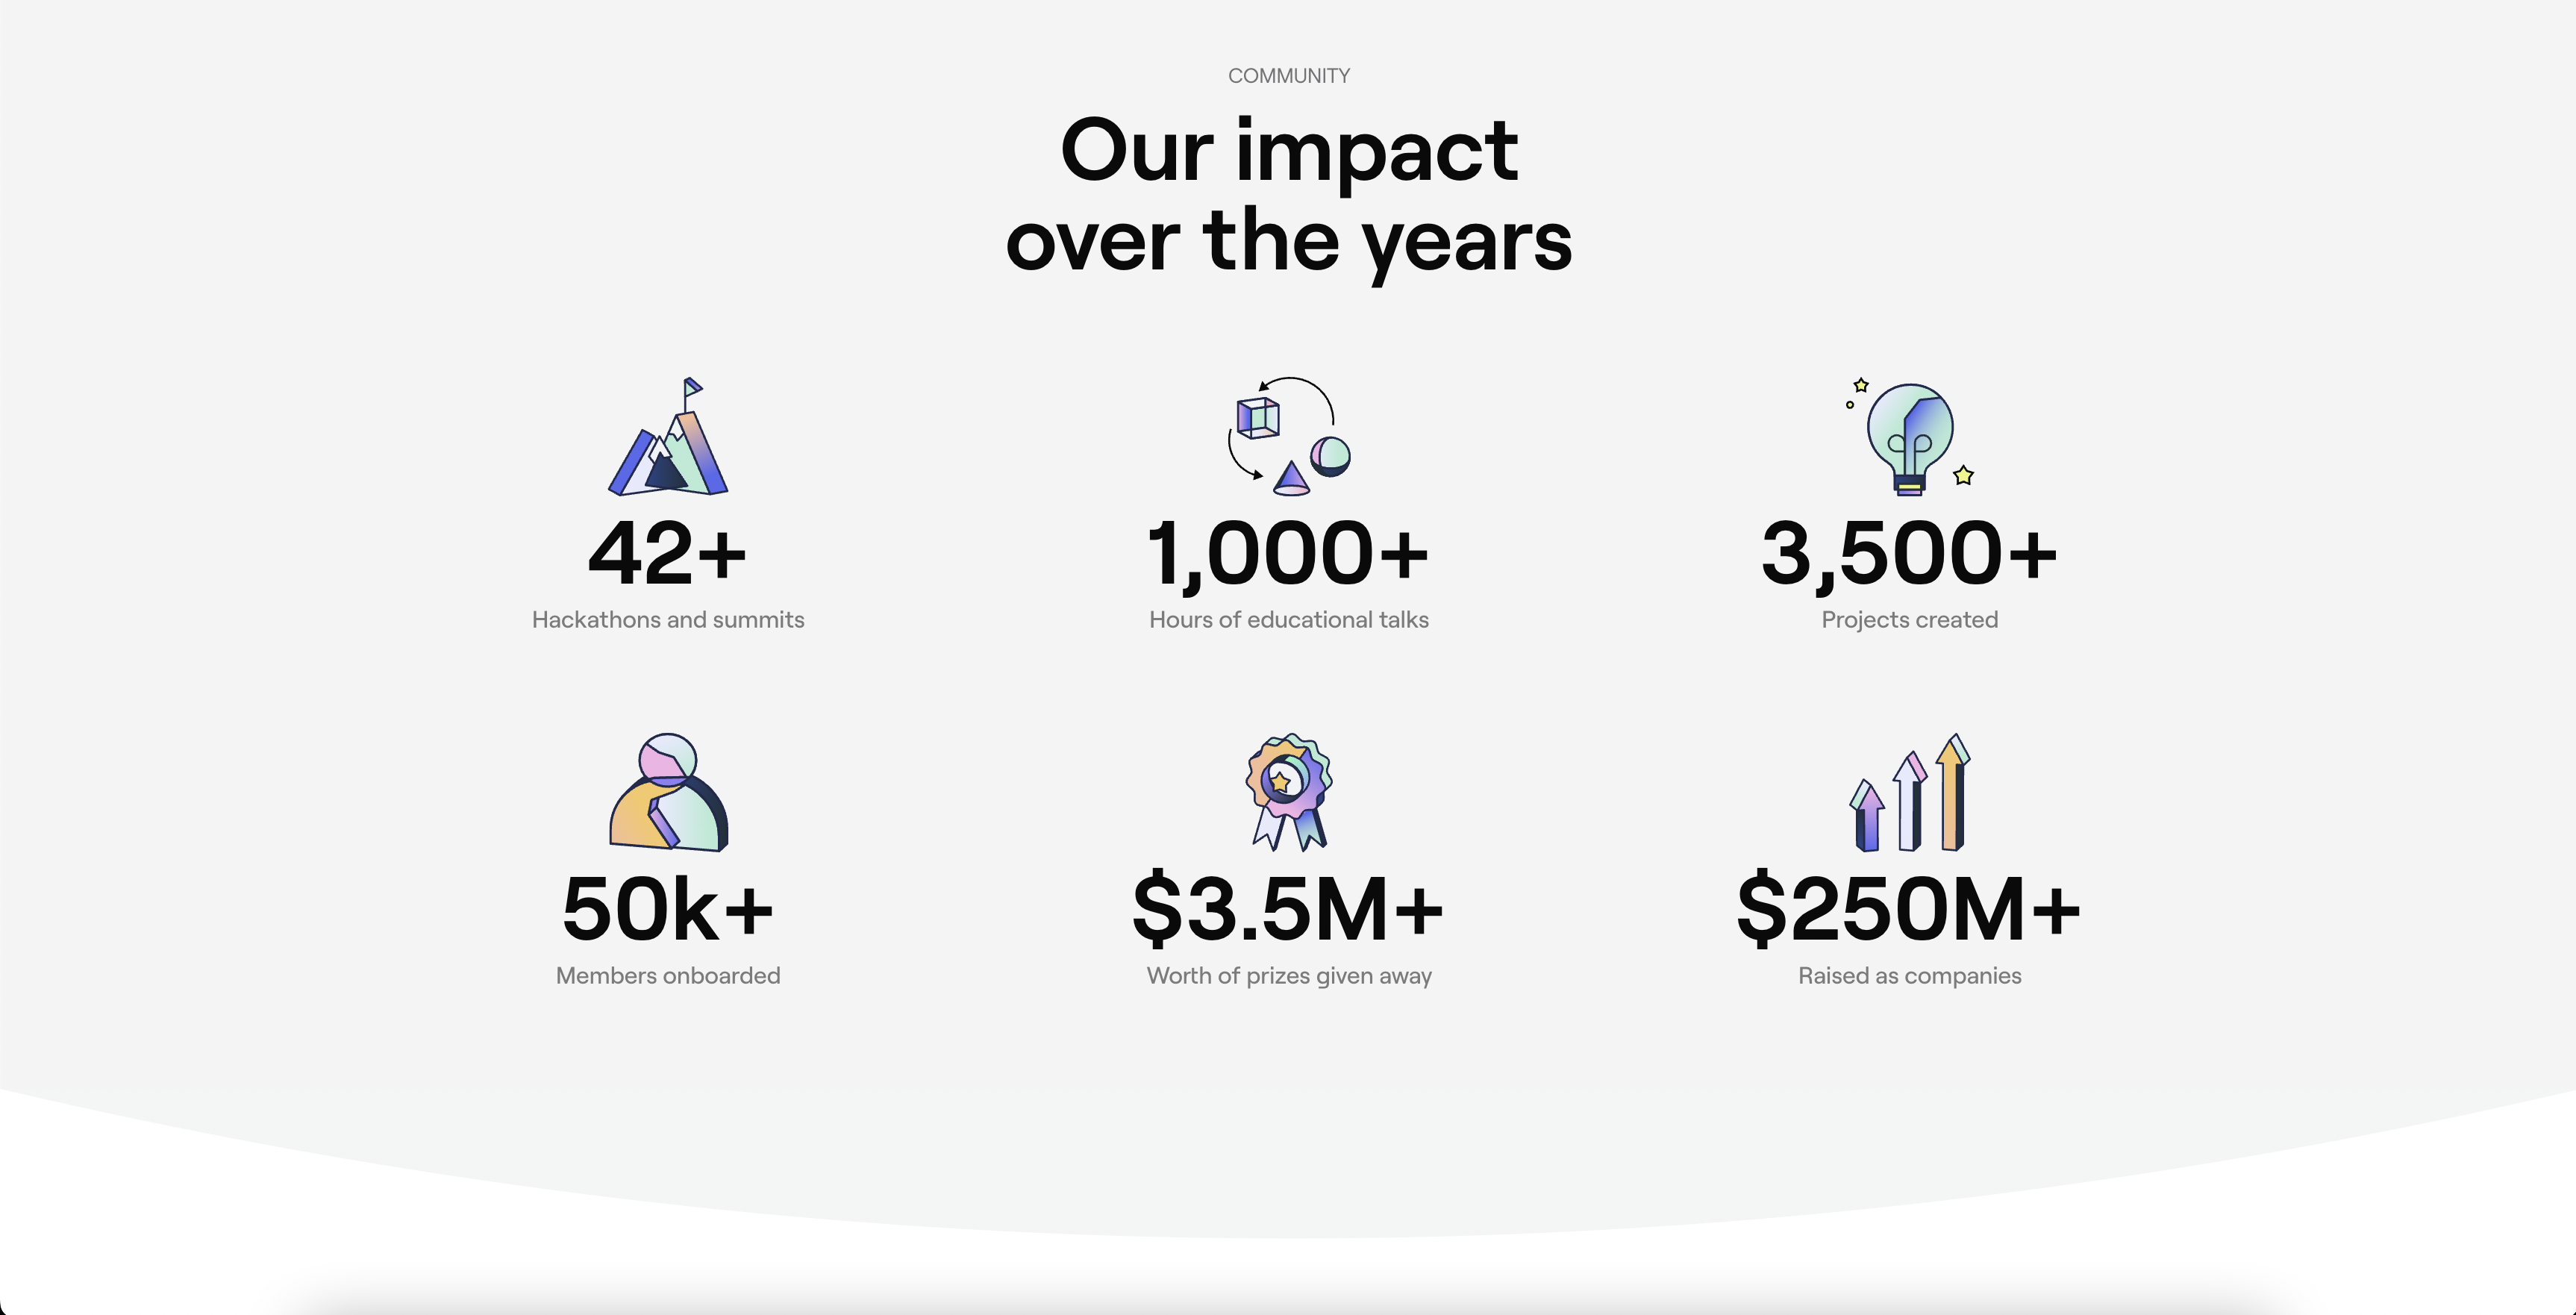 COMMUNITY
Our impact
over the years
42+
Hackathons and summits
1,000+
Hours of educational talks
3,500+
Projects created
50k+
Members onboarded
$3.5M+
Worth of prizes given away
$250M+
Raised as companies